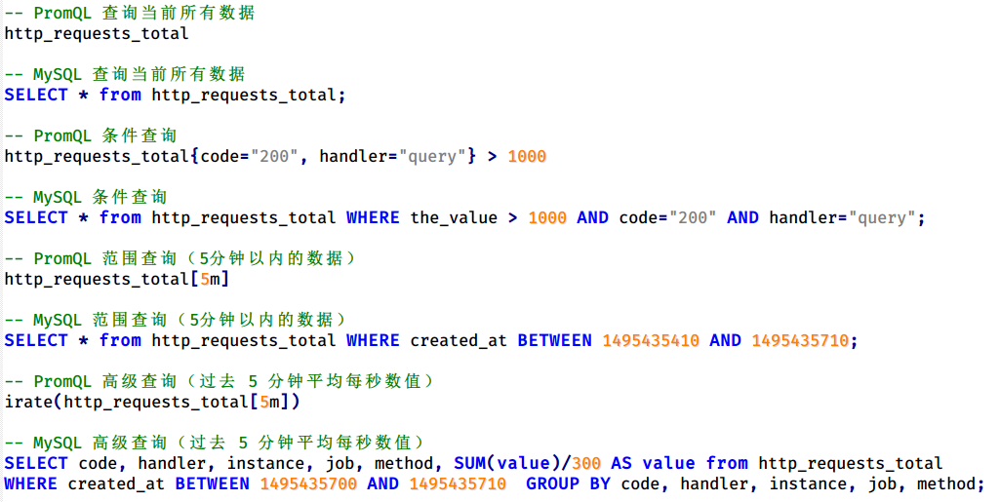 -- PromQL 查询当前所有数据
http_requests_total
-- MySQL 查询当前所有数据
SELECT * from http_requests_total;
-- PromQL 条件查询
http_requests_total{code="200", handler="query"} > 1000
-- MySQL 条件查询
SELECT * from http_requests_total WHERE the_value > 1000 AND code="200" AND handler="query";
-- PromQL 范围查询（5分钟以内的数据）
http_requests_total[5m]
-- MySQL 范围查询（5分钟以内的数据）
SELECT * from http_requests_total WHERE created_at BETWEEN 1495435410 AND 1495435710;
-- PromQL 高级查询（过去 5 分钟平均每秒数值）
irate(http_requests_total[5m])
-- MySQL 高级查询（过去 5 分钟平均每秒数值）
SELECT code, handler, instance, job, method, SUM(value)/300 AS value from http_requests_total
WHERE created_at BETWEEN 1495435700 AND 1495435710  GROUP BY code, handler, instance, job, method;